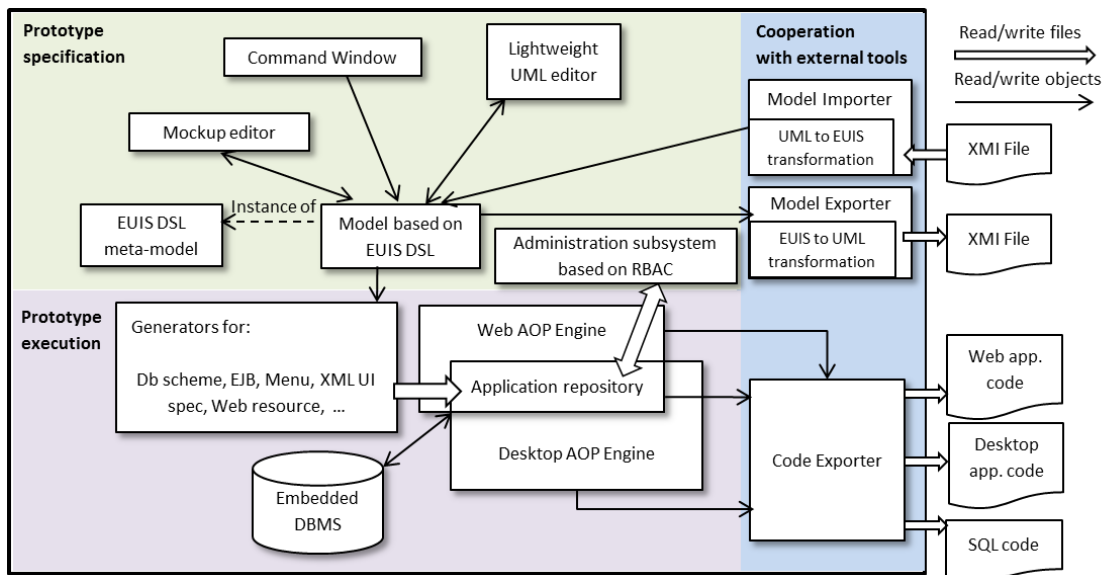 Prototype
specification
Command Window
Lightweight
UML editor
Mockup editor
Instance of
EUIS DSL
meta-model
Model based on
EUIS DSL
Administration subsystem
based on RBAC
Cooperation
with external tools
Model Importer
UML to EUIS
transformation
Model Exporter
EUIS to UML
transformation
Read/write files
Read/write objects
XMI File
XMI File
Prototype
execution
Generators for:
Db scheme, EJB, Menu, XML UI
spec, Web resource, ...
Web AOP Engine
Application repository
Desktop AOP Engine
Embedded
DBMS
Code Exporter
Web app.
code
Desktop
app. code
SQL code